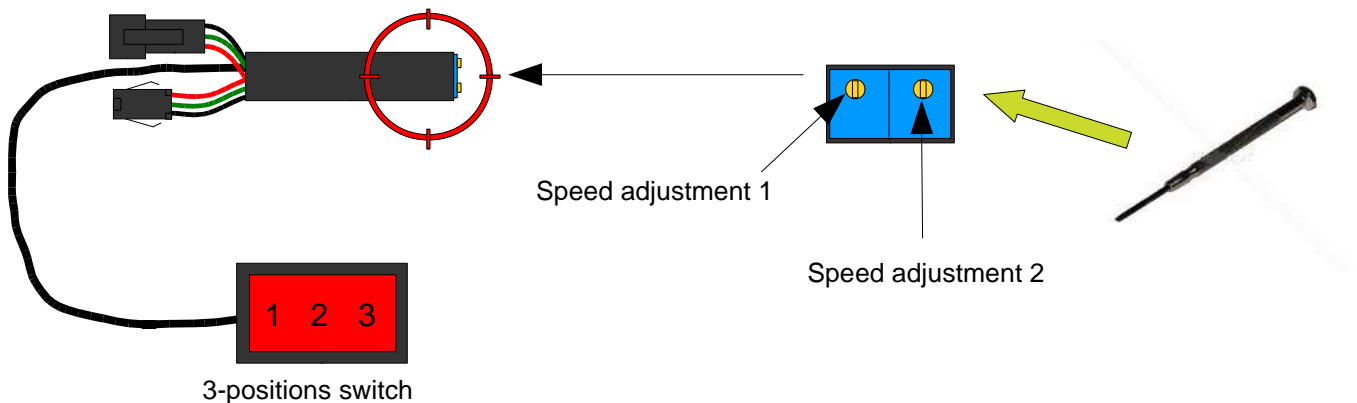 Speed adjustment 1
Speed adjustment 2
1 2 3
3-positions switch